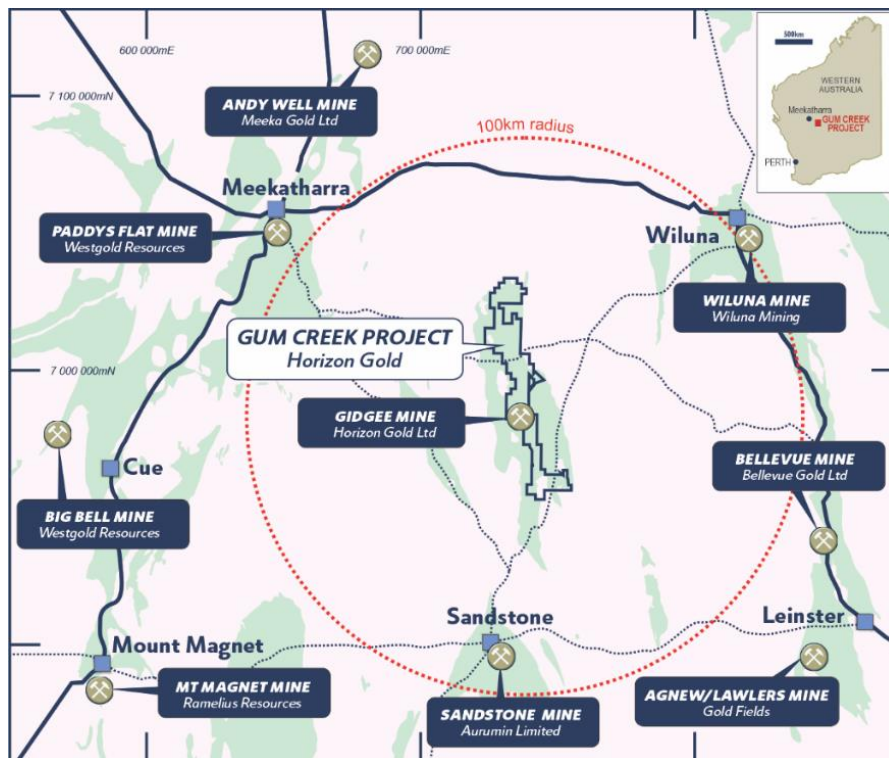 600 000mE
700 000mE
7 100 000mN
ANDY WELL MINE
Meeka Gold Ltd
500km
WESTERN
AUSTRALIA
Meekatharra
GUM CREEK
PROJECT
PERTH
100km radius
Meekatharra
PADDYS FLAT MINE
Westgold Resources
Wiluna
WILUNA MINE
Wiluna Mining
GUM CREEK PROJECT
Horizon Gold
7 000 000mN
GIDGEE MINE
Horizon Gold Ltd
BELLEVUE MINE
Bellevue Gold Ltd
Cue
BIG BELL MINE
Westgold Resources
Sandstone
Leinster
Mount Magnet
MT MAGNET MINE
Ramelius Resources
SANDSTONE MINE
Aurumin Limited
AGNEW/LAWLERS MINE
Gold Fields